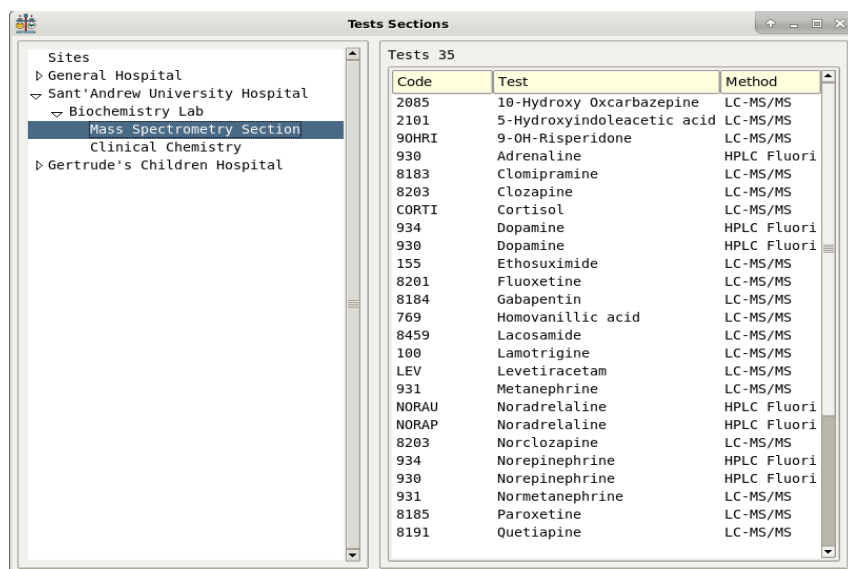 Tests Sections
Sites
General Hospital
Sant'Andrew University Hospital
Biochemistry Lab
Mass Spectrometry Section
Clinical Chemistry
Gertrude's Children Hospital
Tests 35
Code Test Method
2085 10-Hydroxy Oxcarbazepine LC-MS/MS
2101 5-Hydroxyindoleacetic acid LC-MS/MS
9OHRI 9-OH-Risperidone LC-MS/MS
930 Adrenaline HPLC Fluori
8183 Clomipramine LC-MS/MS
8203 Clozapine LC-MS/MS
CORTI Cortisol LC-MS/MS
934 Dopamine HPLC Fluori
930 Dopamine HPLC Fluori
155 Ethosuximide LC-MS/MS
8201 Fluoxetine LC-MS/MS
8184 Gabapentin LC-MS/MS
769 Homovanillic acid LC-MS/MS
8459 Lacosamide LC-MS/MS
100 Lamotrigine LC-MS/MS
LEV Levetiracetam LC-MS/MS
931 Metanephrine LC-MS/MS
NORAU Noradrelaline HPLC Fluori
NORAP Noradrelaline HPLC Fluori
8203 Norclozapine LC-MS/MS
934 Norepinephrine HPLC Fluori
930 Norepinephrine HPLC Fluori
931 Normetanephrine LC-MS/MS
8185 Paroxetine LC-MS/MS
8191 Quetiapine LC-MS/MS